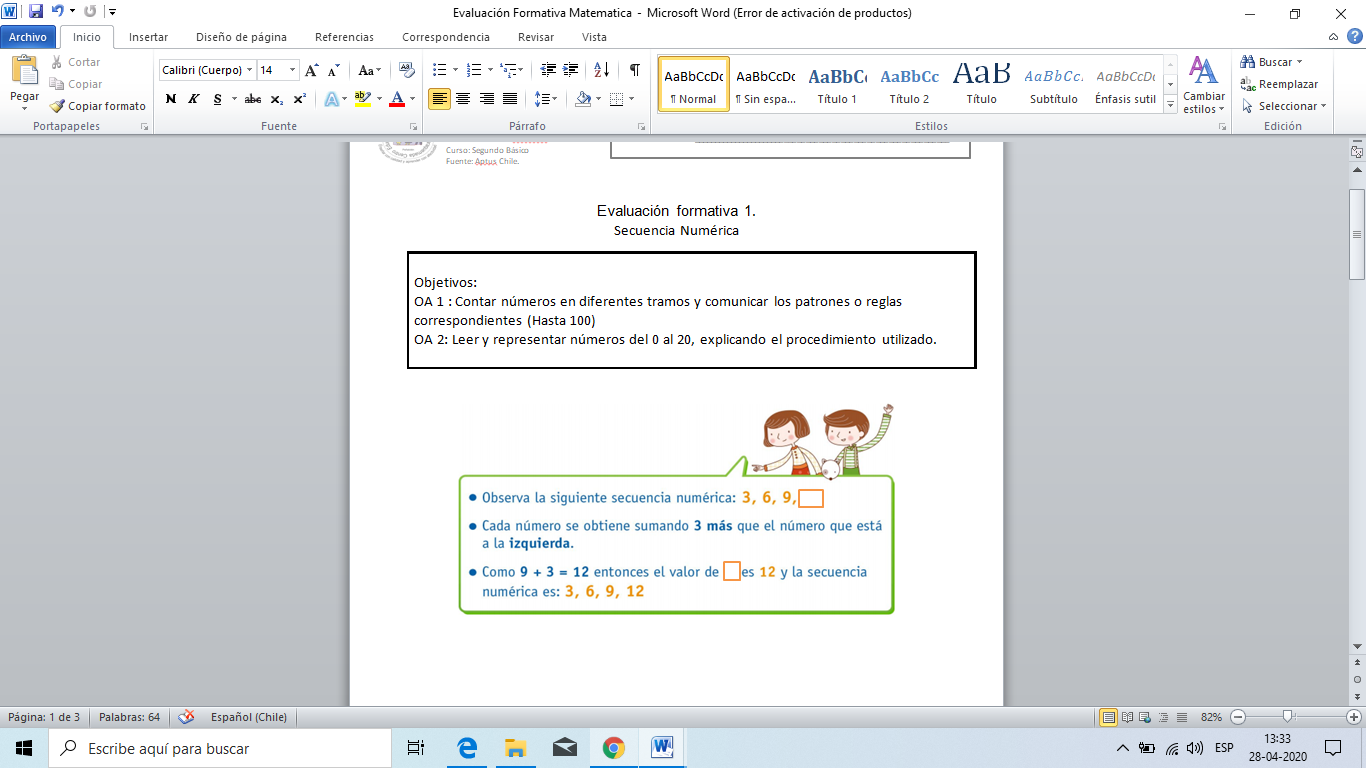 Evaluación Formativa Matematica - Microsoft Word (Error de activación de productos)
Archivo Inicio Insertar Diseño de página Referencias Correspondencia Revisar Vista
Pegar
Cortar
Copiar
Copiar formato
Portapapeles
Calibri (Cuerpo) 14
N K S abc x₂ x²
Fuente
Párrafo
AaBbCcDc AaBbCcDc AaBbC AaBbCc AaB AaBbCc. AaBbCcDc
¶ Normal ¶ Sin espa... Título 1 Título 2 Título Subtítulo Énfasis sutil
Cambiar estilos
Estilos
Buscar
Reemplazar
Seleccionar
Edición
Curso: Segundo Básico
Fuente: Aptus Chile.
Evaluación formativa 1.
Secuencia Numérica
Objetivos:
OA 1 : Contar números en diferentes tramos y comunicar los patrones o reglas
correspondientes (Hasta 100)
OA 2: Leer y representar números del 0 al 20, explicando el procedimiento utilizado.
• Observa la siguiente secuencia numérica: 3, 6, 9,
• Cada número se obtiene sumando 3 más que el número que está
a la izquierda.
• Como 9 + 3 = 12 entonces el valor de es 12 y la secuencia
numérica es: 3, 6, 9, 12
Página: 1 de 3 Palabras: 64 Español (Chile) 82%
Escribe aquí para buscar
ESP
13:33
28-04-2020